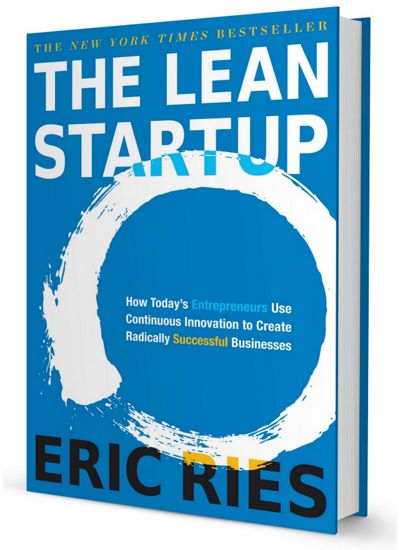 THE NEW YORK TIMES BESTSELLER
THE LEAN
STARTUP
How Today's Entrepreneurs Use
Continuous Innovation to Create
Radically Successful Businesses
ERIC RIES